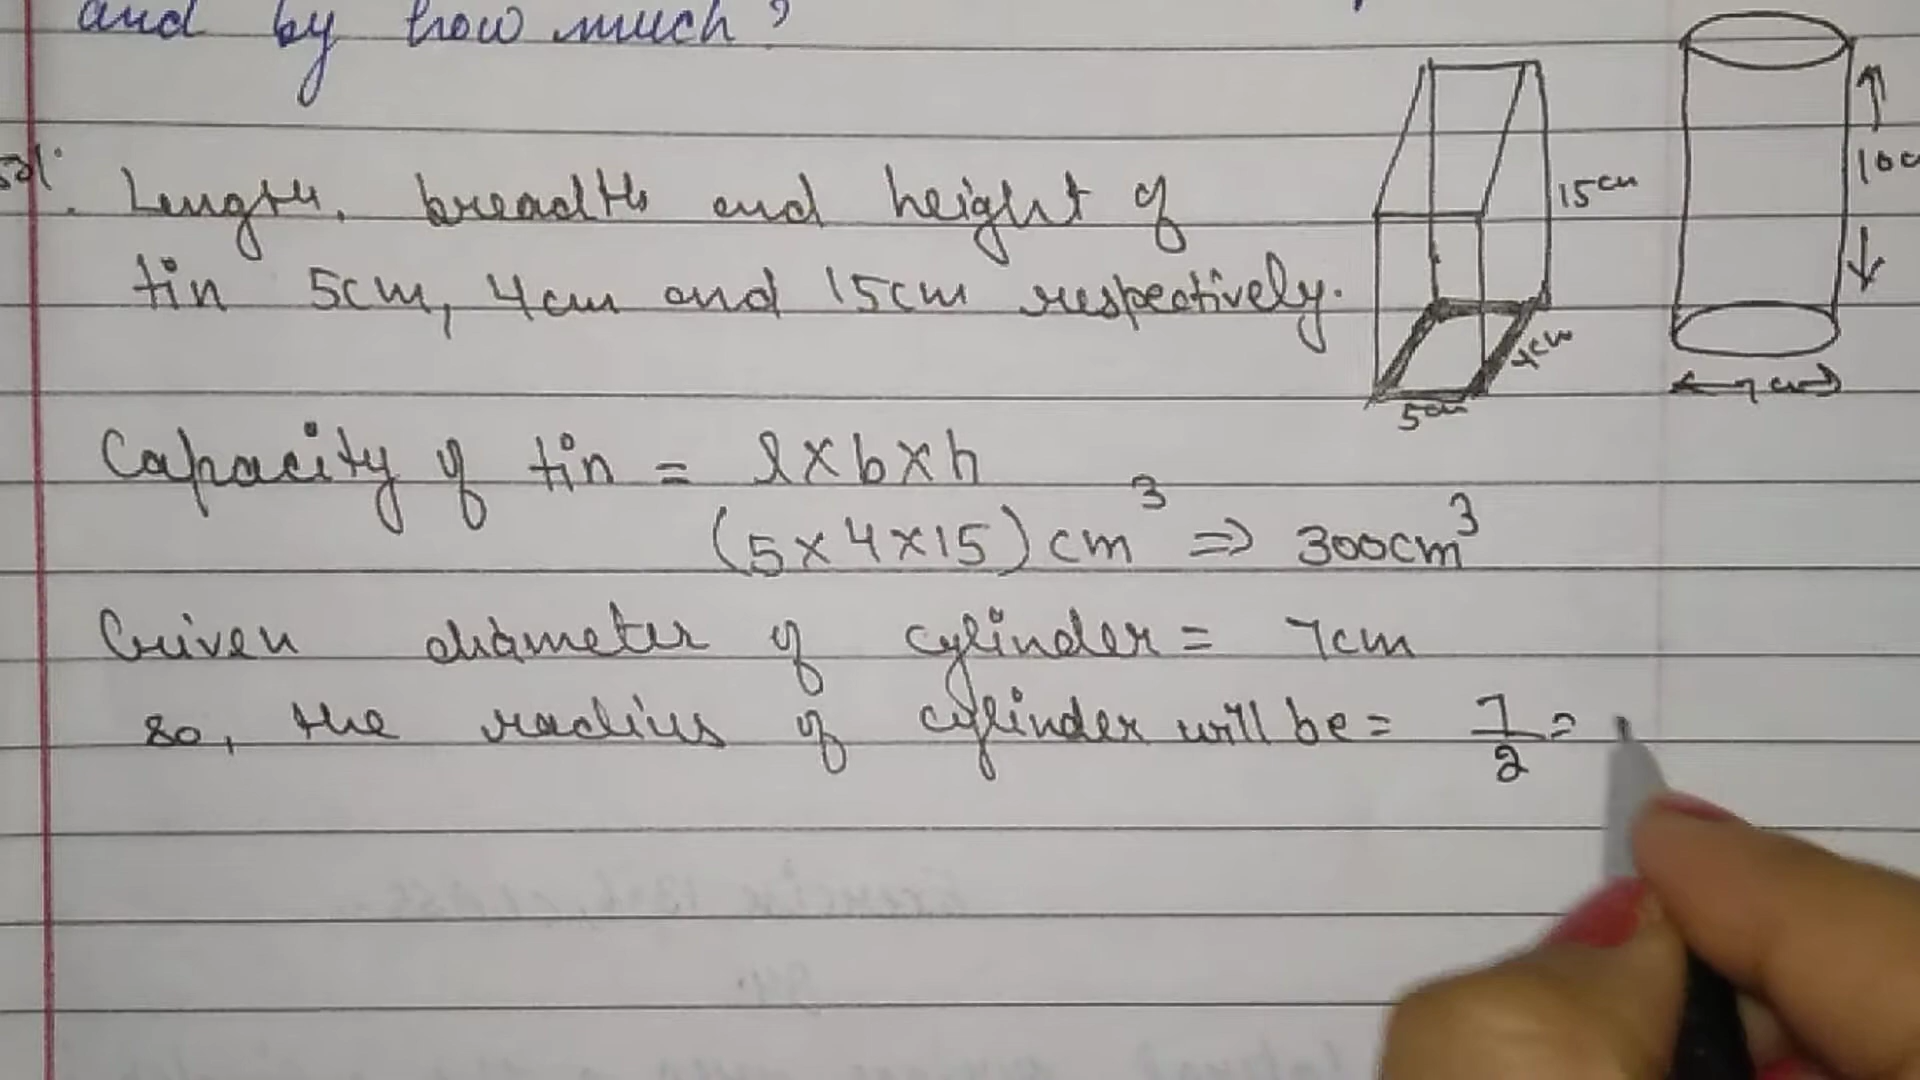 and by how much?
Sol.
Length, breadth and height of
tin 5cm, 4cm and 15cm respectively.
15cm
4cm
5cm
7cm
Capacity of tin = l×b×h
(5×4×15)cm³ => 300cm³
Given diameter of cylinder = 7cm
so, the radius of cylinder will be = 7/2 =